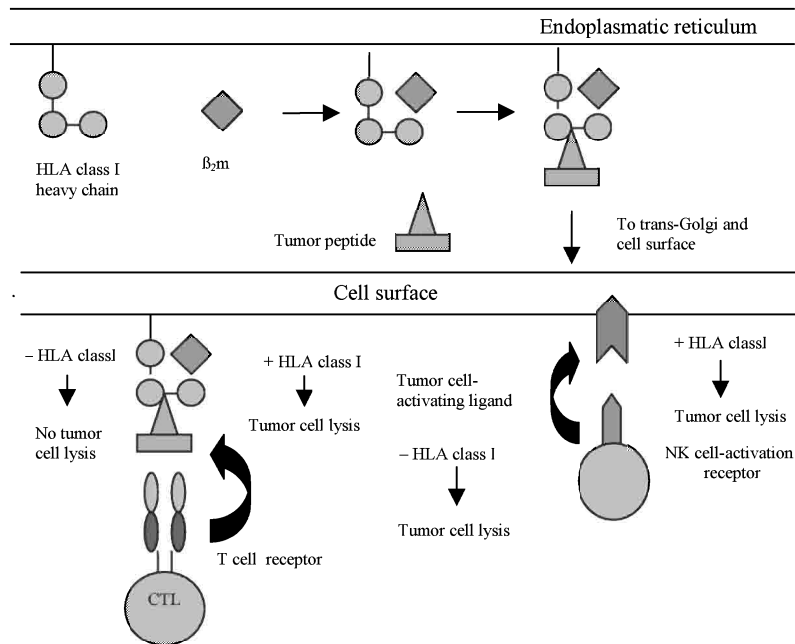 Endoplasmatic reticulum
HLA class I
heavy chain
ß₂m
Tumor peptide
To trans-Golgi and
cell surface
Cell surface
– HLA classI
No tumor
cell lysis
+ HLA class I
Tumor cell lysis
Tumor cell-
activating ligand
– HLA class I
Tumor cell lysis
+ HLA classI
Tumor cell lysis
NK cell-activation
receptor
T cell receptor
CTL